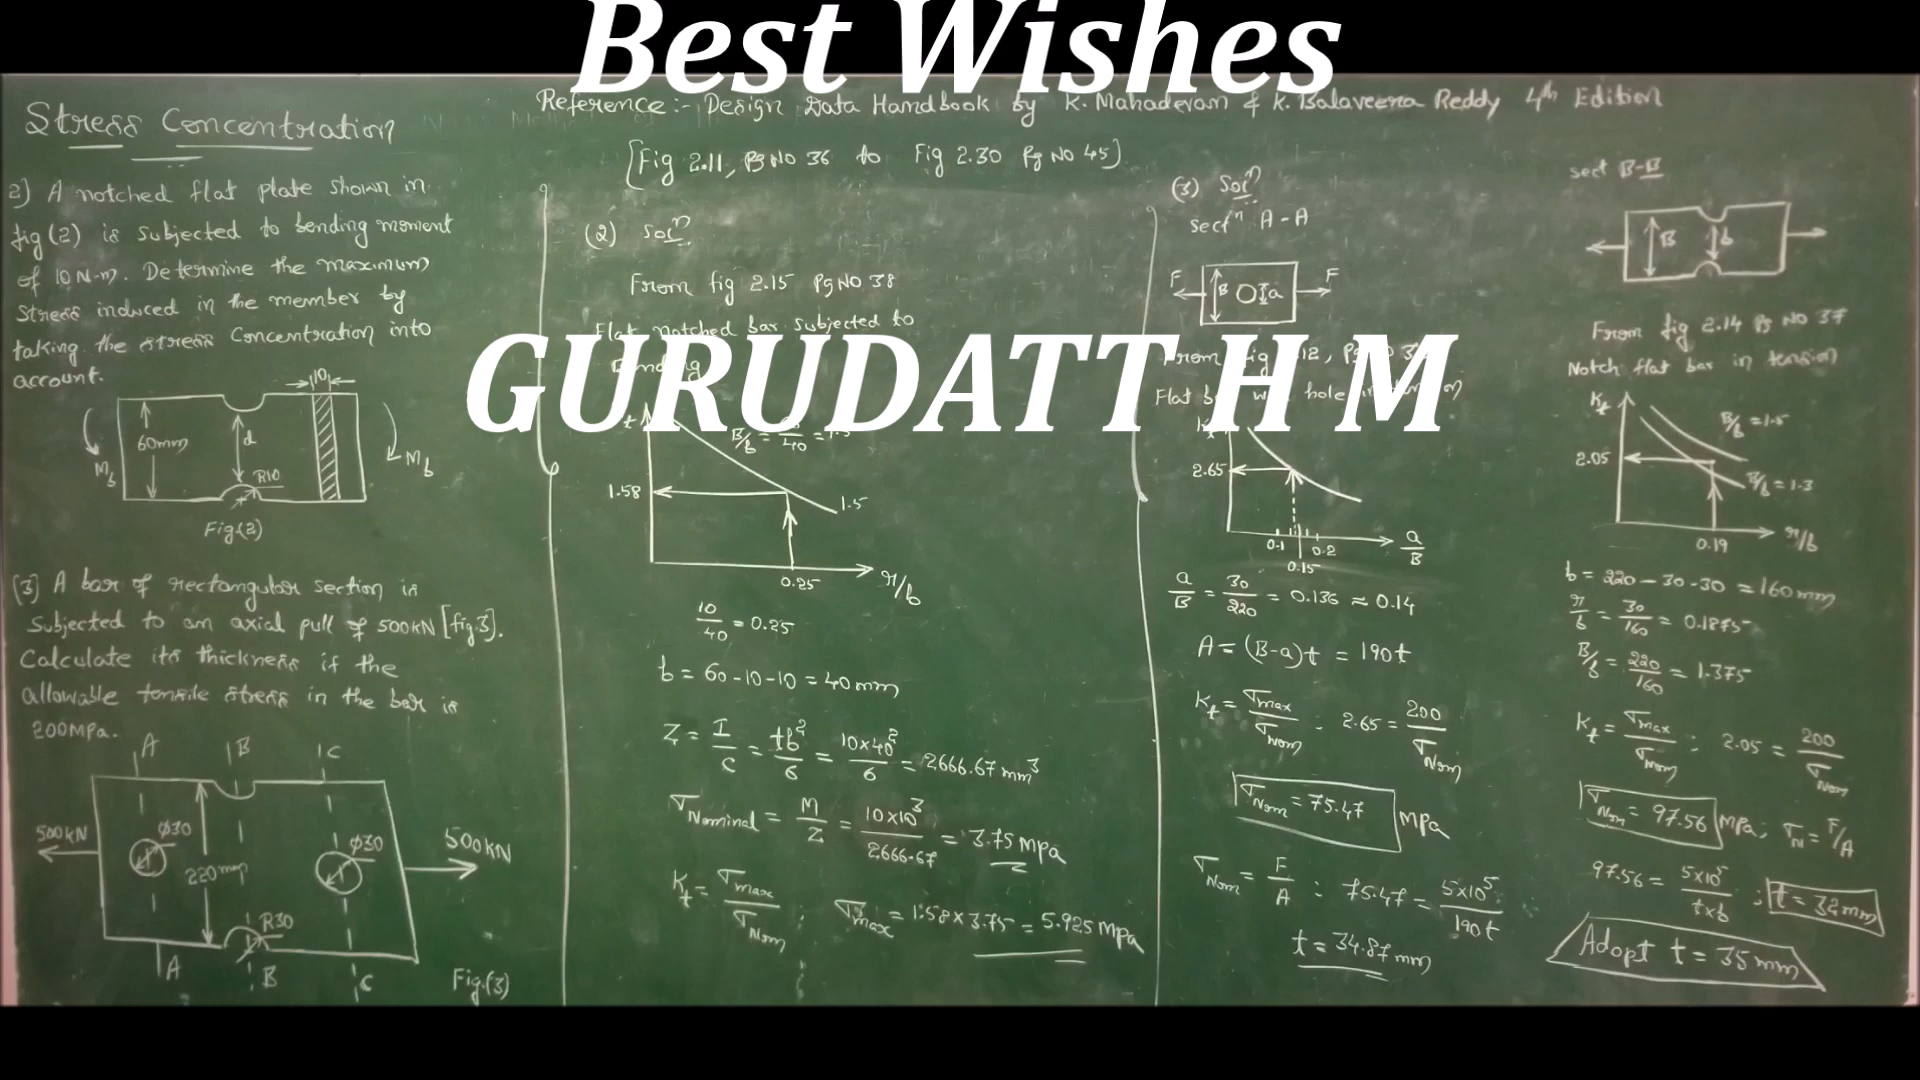 Best Wishes
GURUDATT H M
Stress Concentration
Reference:- Design Data Handbook by K. Mahadevan & K. Balaveera Reddy 4th Edition
[Fig 2.11, Pg No 36 to Fig 2.30 Pg No 45]
2) A notched flat plate shown in
fig (2) is subjected to bending moment
of 10 N-m. Determine the maximum
stress induced in the member by
taking the stress Concentration into
account.
10
60mm
d
R10
Mb
Mb
Fig(2)
(3) A bar of rectangular section is
subjected to an axial pull of 500kN [fig.3].
Calculate its thickness if the
allowable tensile stress in the bar is
200MPa.
A
B
C
500kN
φ30
220mm
φ30
500kN
R30
A
B
C
Fig.(3)
(2) Solⁿ
From fig 2.15 Pg No 38
Flat notched bar subjected to
B/b = 40
1.58
1.5
0.25
r/b
10/40 = 0.25
b = 60-10-10 = 40mm
Z = I/c = tb²/6 = 10x40²/6 = 2666.67 mm³
σNominal = M/Z = 10x10³/2666.67 = 3.75 MPa
Kt = σmax/σNom ; σmax = 1.58 x 3.75 = 5.925 MPa
(3) Solⁿ
sectⁿ A-A
F
B
a
F
From
Flat hole
2.65
0.1
0.2
0.15
a/B
a/B = 30/220 = 0.136 ≈ 0.14
A = (B-a)t = 190t
Kt = σmax/σNom ; 2.65 = 200/σNom
σNom = 75.47 MPa
σNom = F/A ; 75.47 = 5x10⁵/190t
t = 34.87 mm
sect B-B
B
b
From fig 2.14 Pg No 37
Notch flat bar in tension
Kt
B/b = 1.5
2.05
B/b = 1.3
0.19
r/b
b = 220 - 30 - 30 = 160 mm
r/b = 30/160 = 0.1875
B/b = 220/160 = 1.375
Kt = σmax/σNom ; 2.05 = 200/σNom
σNom = 97.56 MPa; σN = F/A
97.56 = 5x10⁵/txb ; t = 32mm
Adopt t = 35mm